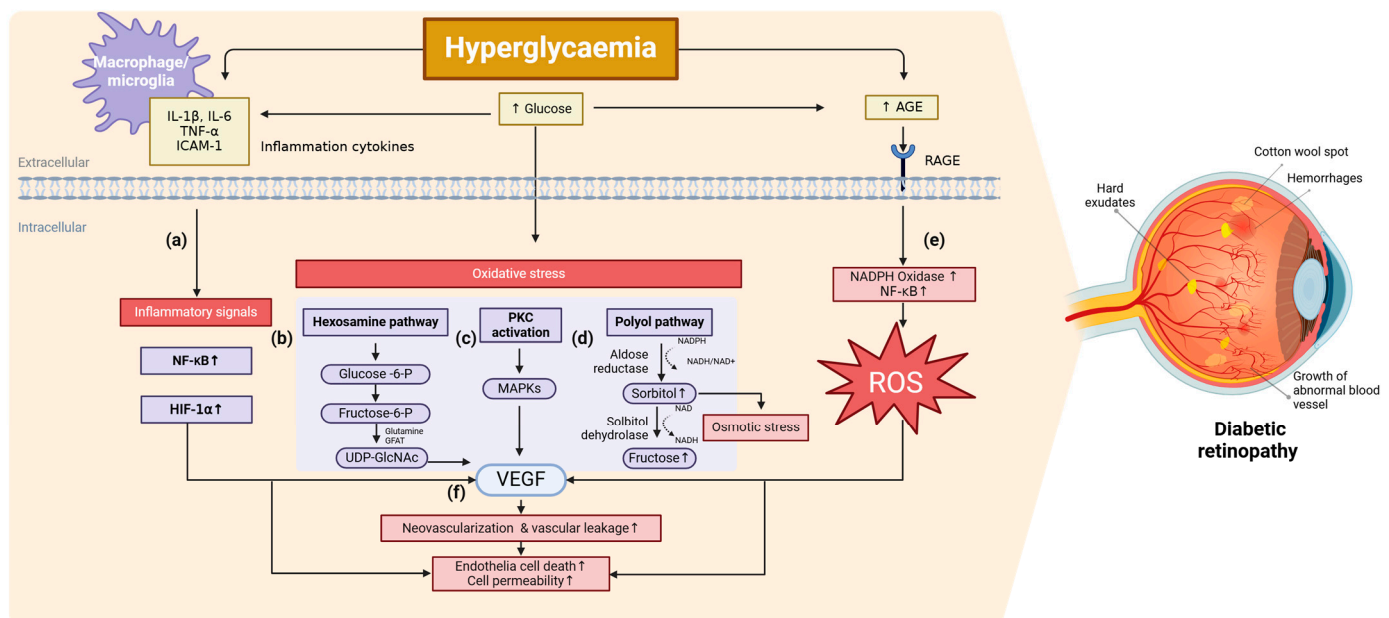 Hyperglycaemia
Macrophage/
microglia
IL-1β, IL-6
TNF-α
ICAM-1
Inflammation cytokines
↑ Glucose
↑ AGE
RAGE
Extracellular
Intracellular
(a)
Inflammatory signals
NF-κB↑
HIF-1α↑
Oxidative stress
(b)
Hexosamine pathway
Glucose -6-P
Fructose-6-P
Glutamine
GFAT
UDP-GlcNAc
(c)
PKC
activation
MAPKs
(d)
Polyol pathway
NADPH
NADH/NAD+
Aldose
reductase
Sorbitol↑
NAD
Solbitol
dehydrolase
NADH
Fructose↑
Osmotic stress
(e)
NADPH Oxidase ↑
NF-κB↑
ROS
(f)
VEGF
Neovascularization & vascular leakage↑
Endothelia cell death↑
Cell permeability↑
Cotton wool spot
Hemorrhages
Hard
exudates
Growth of
abnormal blood
vessel
Diabetic
retinopathy